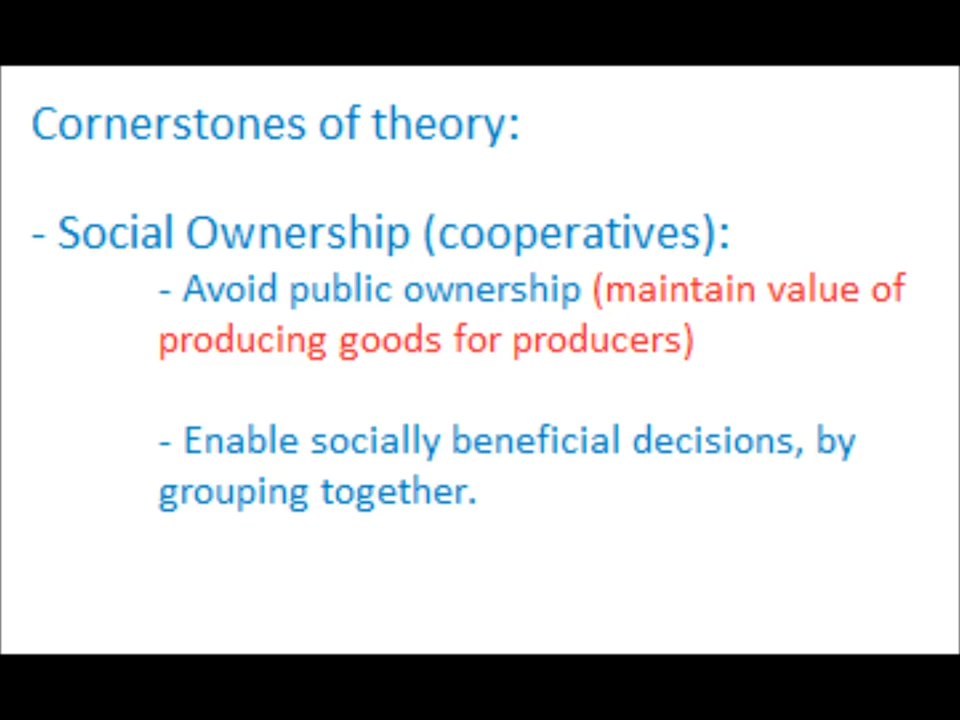 Cornerstones of theory:
- Social Ownership (cooperatives):
- Avoid public ownership (maintain value of
producing goods for producers)
- Enable socially beneficial decisions, by
grouping together.